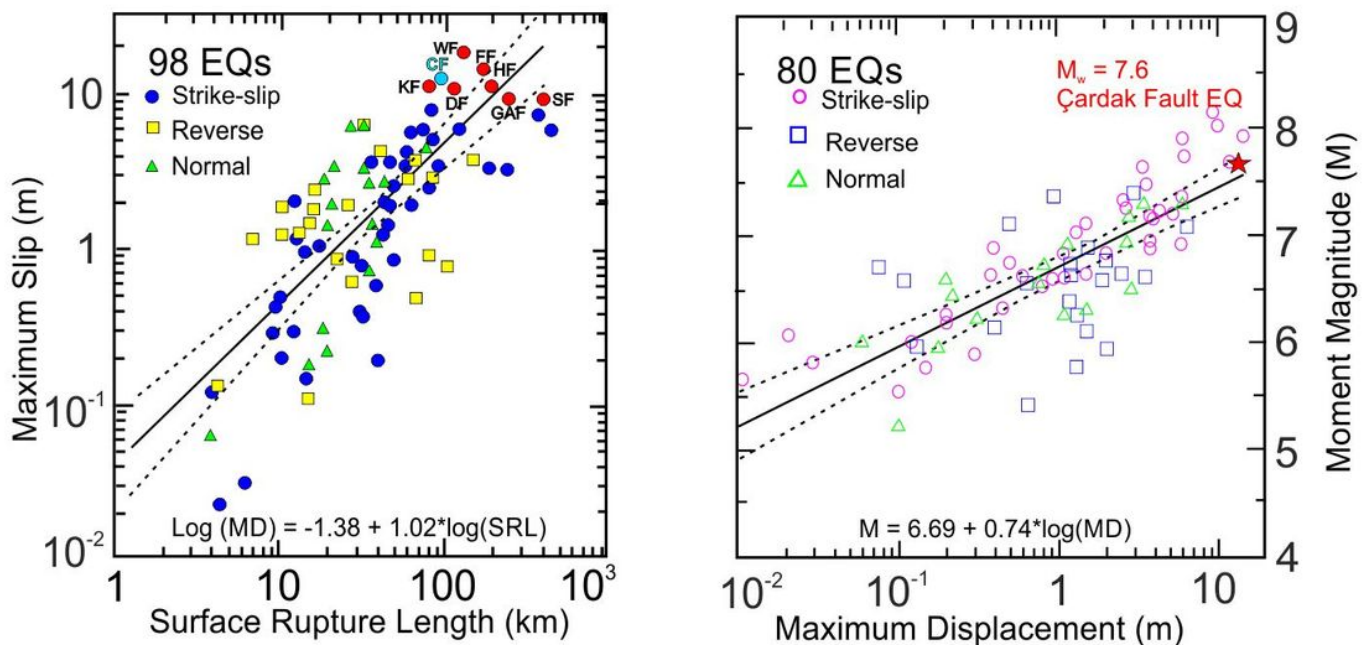 98 EQs
Strike-slip
Reverse
Normal
WF
CF
FF
HF
KF
DF
GAF
SF
10
1
10-1
10-2
Maximum Slip (m)
Log (MD) = -1.38 + 1.02*log(SRL)
1
10
100
10³
Surface Rupture Length (km)
80 EQs
Strike-slip
Reverse
Normal
Mw = 7.6
Çardak Fault EQ
9
8
7
6
5
4
Moment Magnitude (M)
M = 6.69 + 0.74*log(MD)
10-2
10-1
1
10
Maximum Displacement (m)